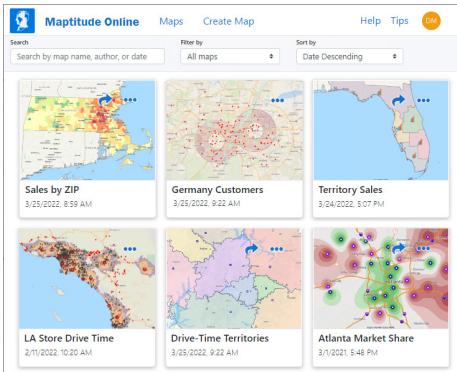 Maptitude Online Maps Create Map Help Tips DM
Search Filter by Sort by
Search by map name, author, or date All maps Date Descending
Sales by ZIP Germany Customers Territory Sales
3/25/2022, 8:59 AM 3/25/2022, 9:22 AM 3/24/2022, 5:07 PM
LA Store Drive Time Drive-Time Territories Atlanta Market Share
2/11/2022, 10:20 AM 3/25/2022, 9:22 AM 3/1/2021, 5:48 PM